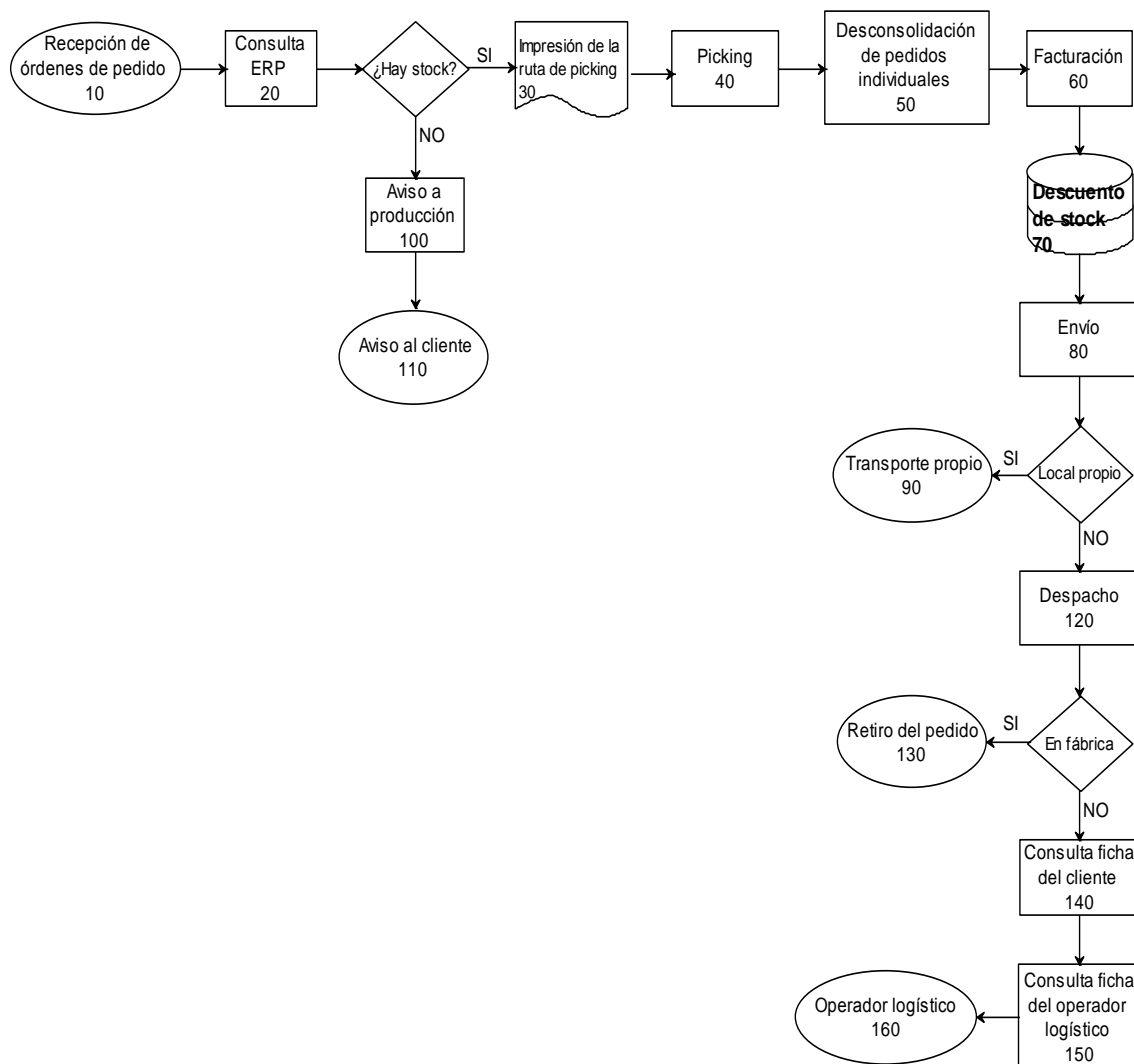 Recepción de
órdenes de pedido
10
Consulta
ERP
20
¿Hay stock?
SI
NO
Impresión de la
ruta de picking
30
Picking
40
Desconsolidación
de pedidos
individuales
50
Facturación
60
Aviso a
producción
100
Descuento
de stock
70
Aviso al cliente
110
Envío
80
Local propio
SI
NO
Transporte propio
90
Despacho
120
En fábrica
SI
NO
Retiro del pedido
130
Consulta ficha
del cliente
140
Consulta ficha
del operador
logístico
150
Operador logístico
160